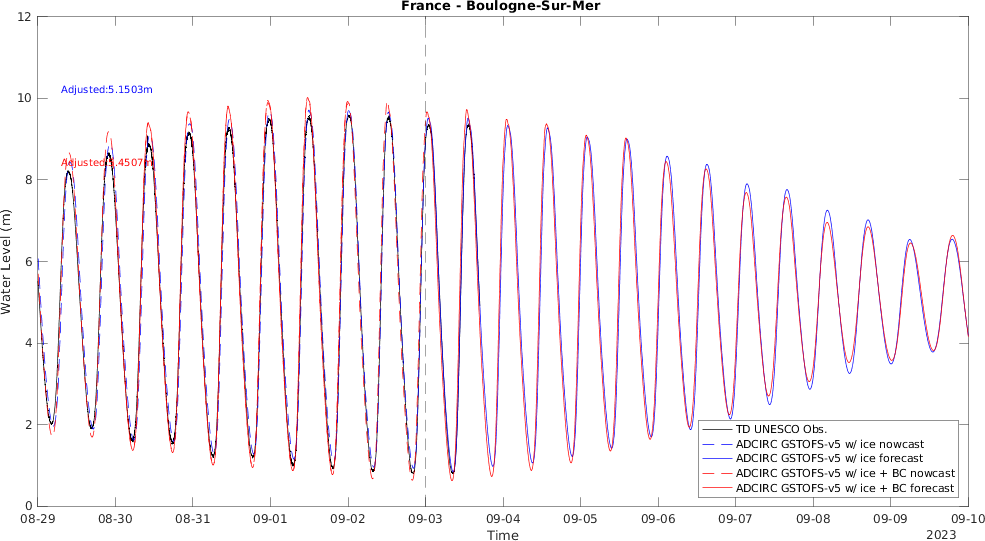 France - Boulogne-Sur-Mer
12
10
8
6
4
2
0
Water Level (m)
Adjusted:5.1503m
08-29
08-30
08-31
09-01
09-02
09-03
09-04
09-05
09-06
09-07
09-08
09-09
09-10
Time
2023
TD UNESCO Obs.
ADCIRC GSTOFS-v5 w/ ice nowcast
ADCIRC GSTOFS-v5 w/ ice forecast
ADCIRC GSTOFS-v5 w/ ice + BC nowcast
ADCIRC GSTOFS-v5 w/ ice + BC forecast